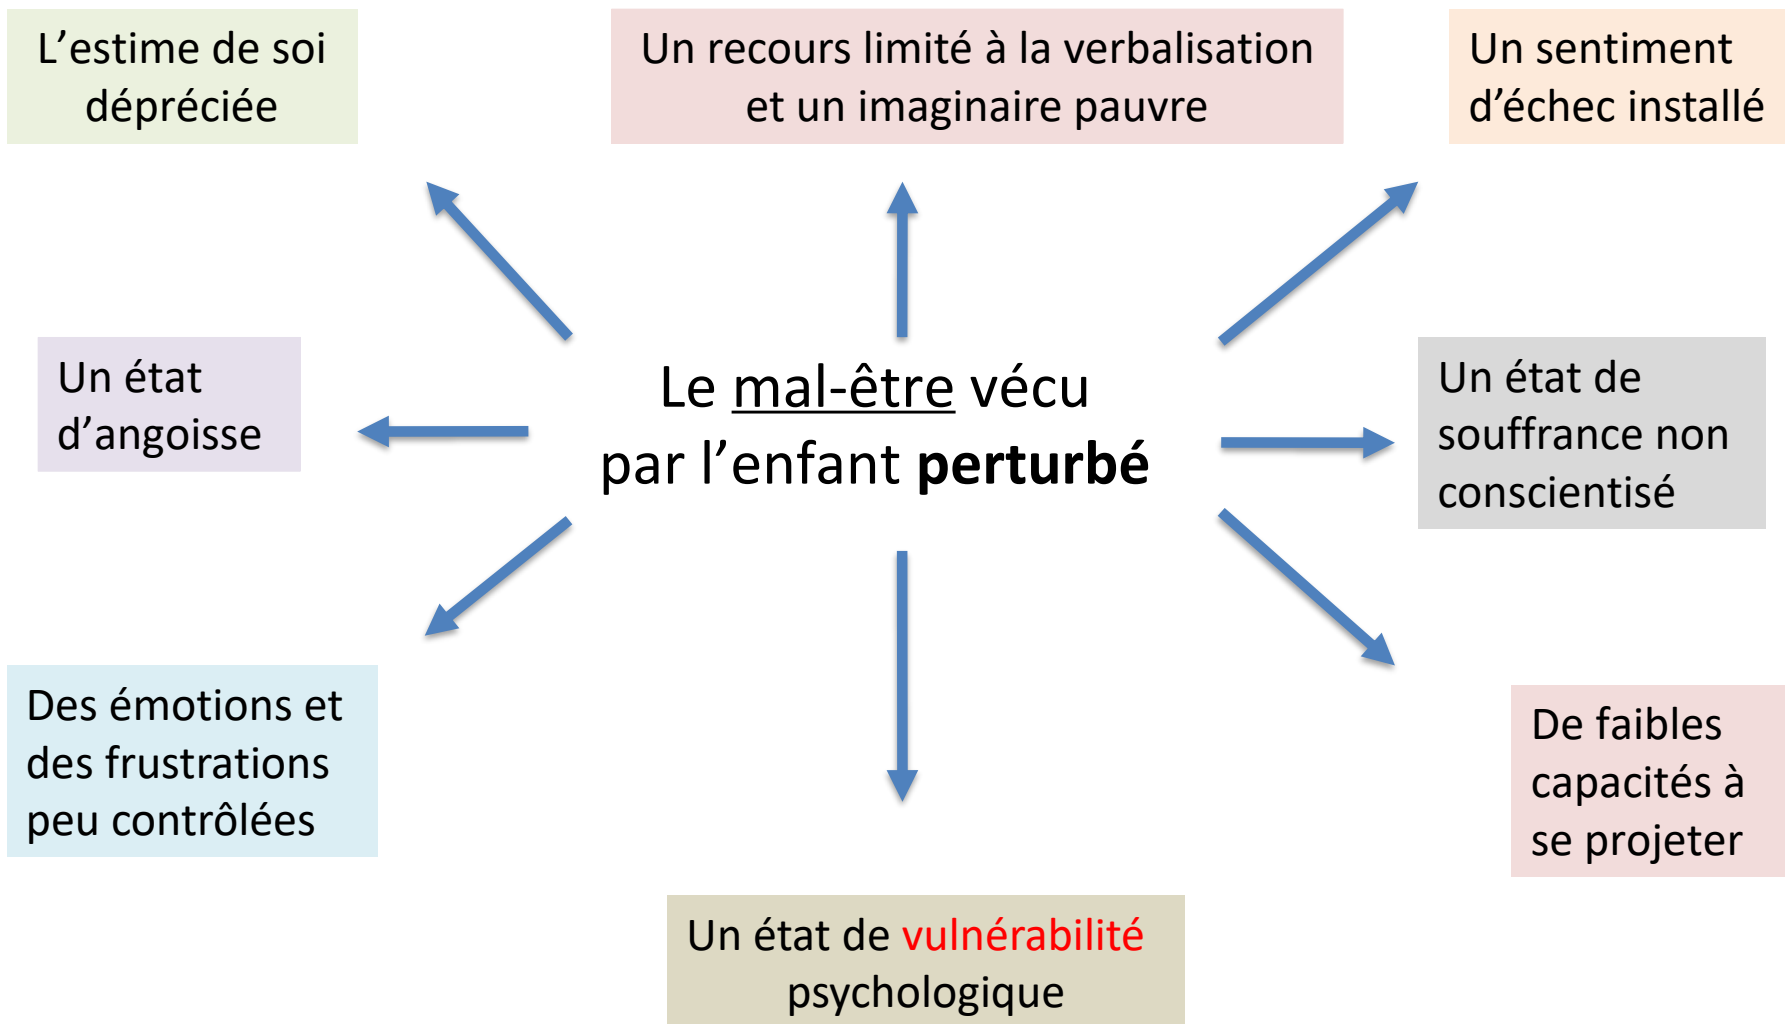 L’estime de soi
dépréciée
Un recours limité à la verbalisation
et un imaginaire pauvre
Un sentiment
d’échec installé
Un état
d’angoisse
Le mal-être vécu
par l’enfant perturbé
Un état de
souffrance non
conscientisé
Des émotions et
des frustrations
peu contrôlées
De faibles
capacités à
se projeter
Un état de vulnérabilité
psychologique